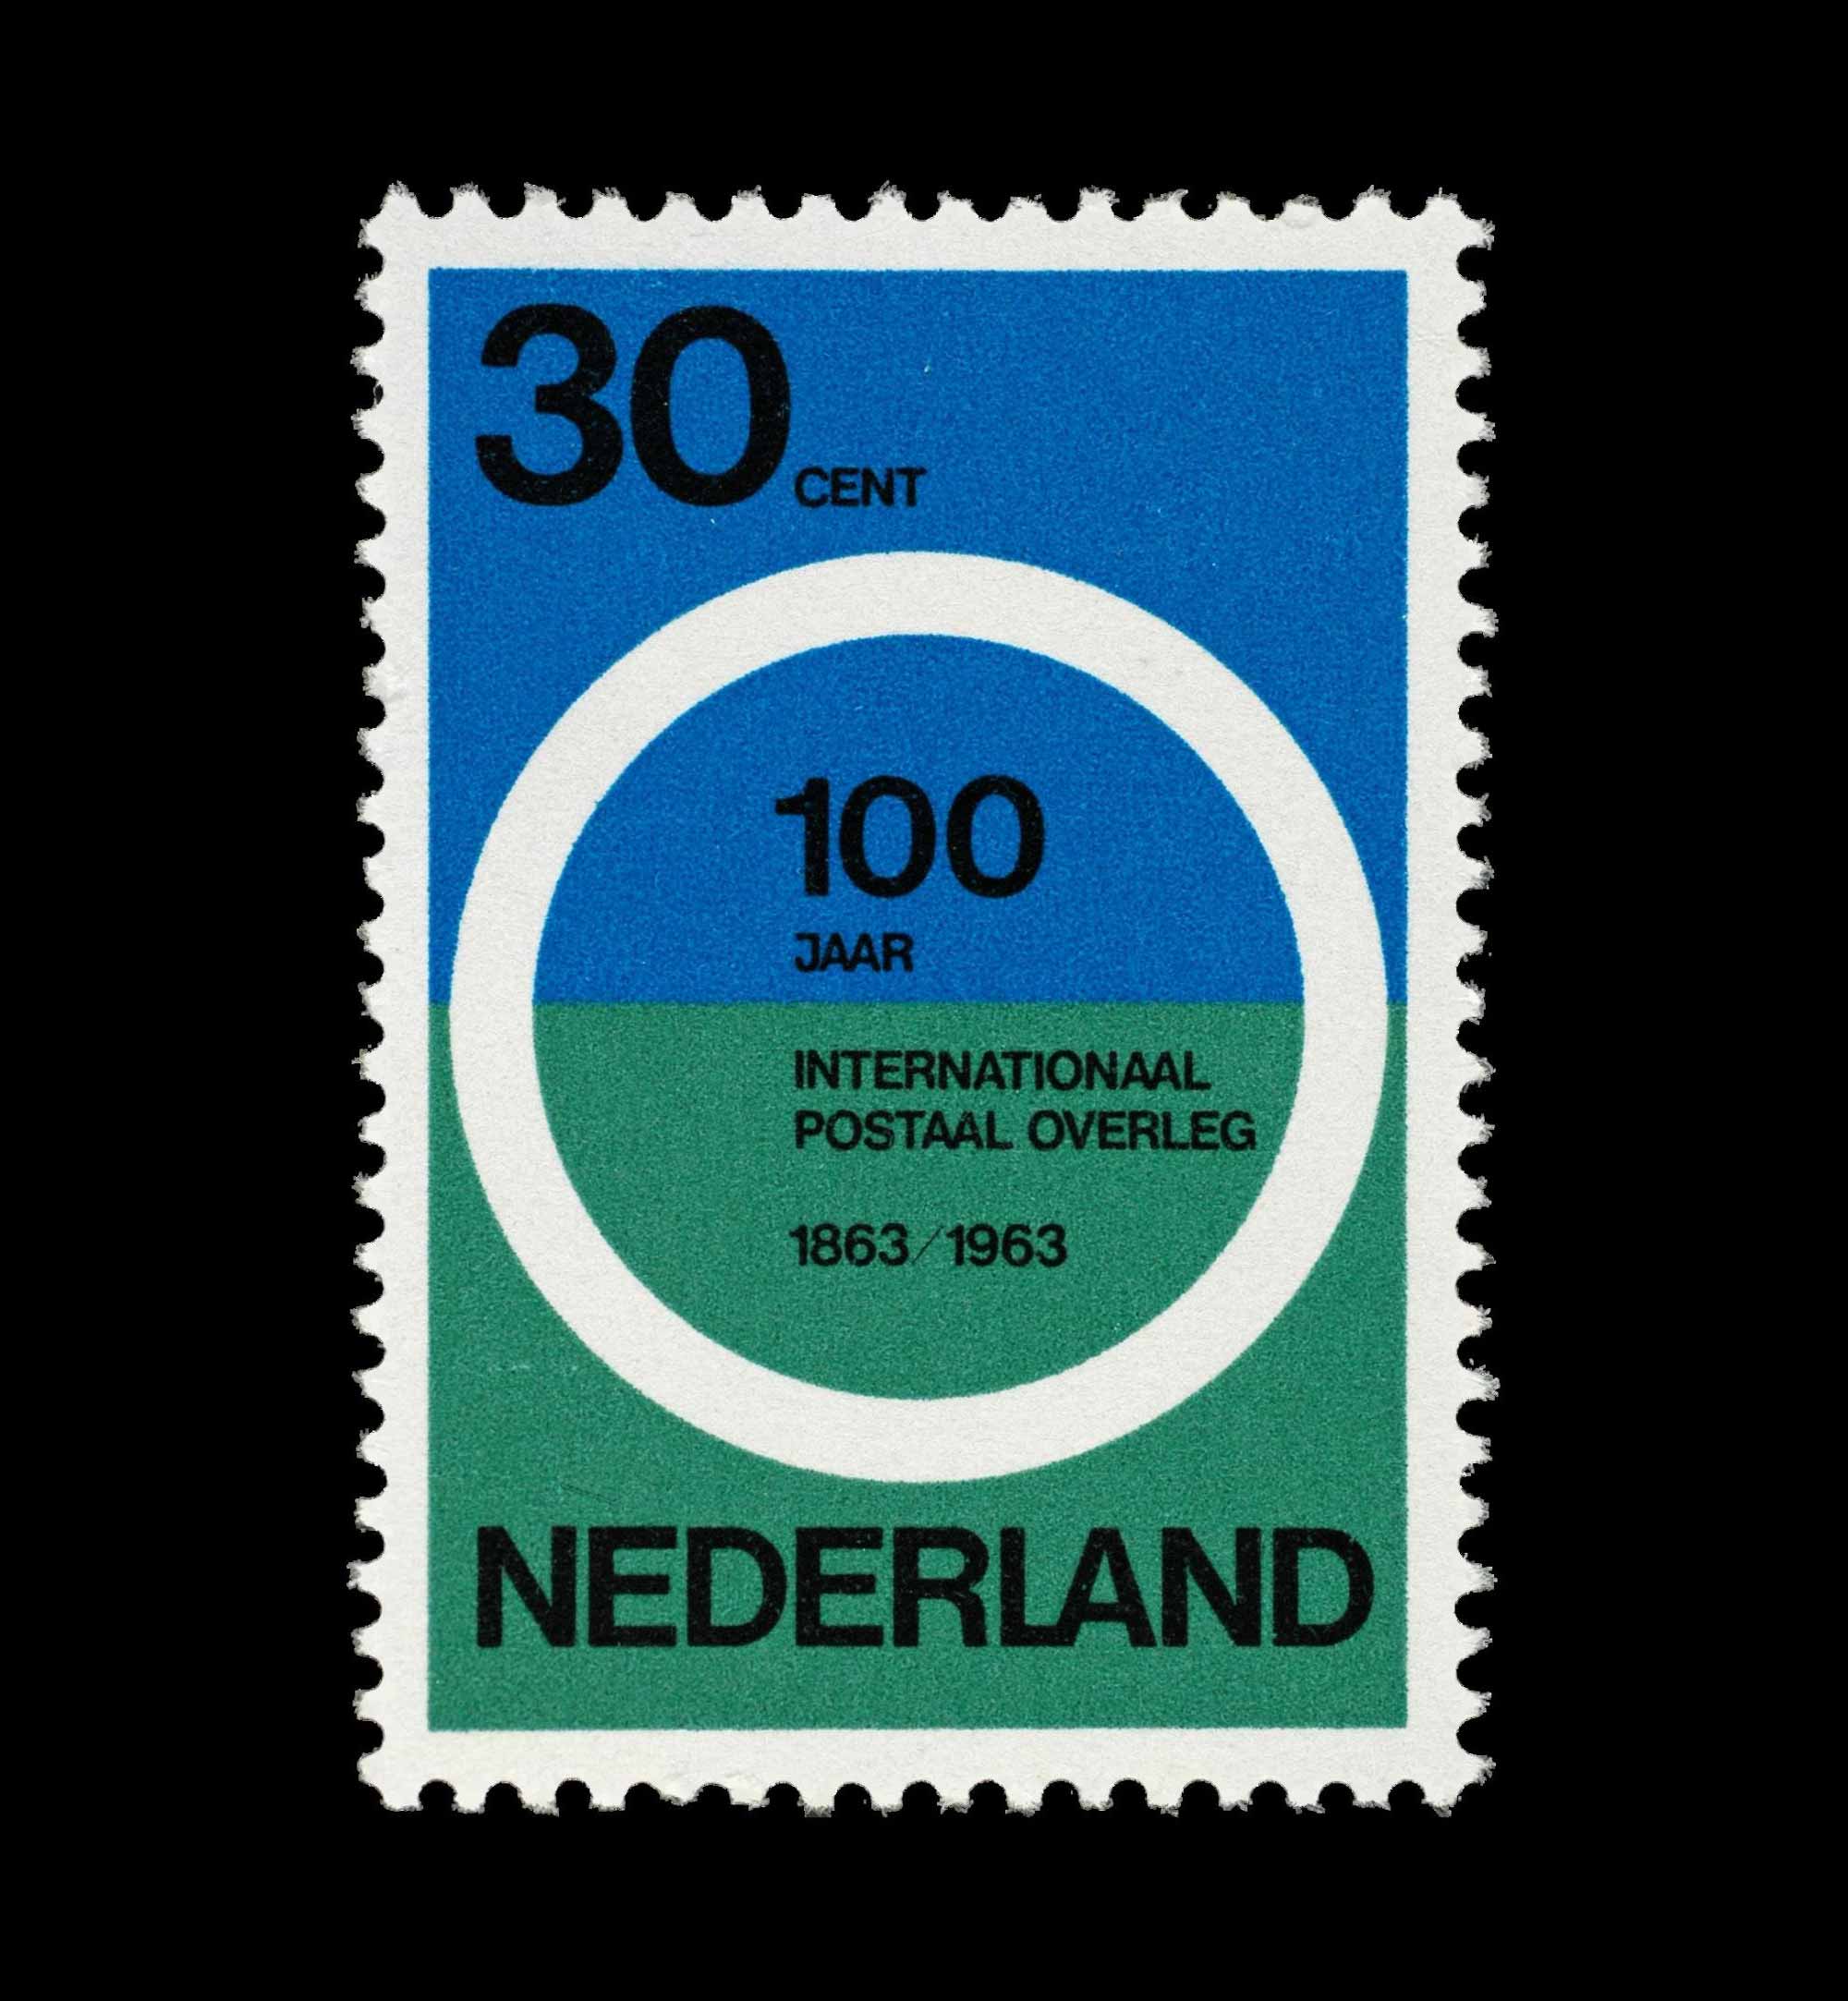 30 CENT
100
JAAR
INTERNATIONAAL
POSTAAL OVERLEG
1863/1963
NEDERLAND